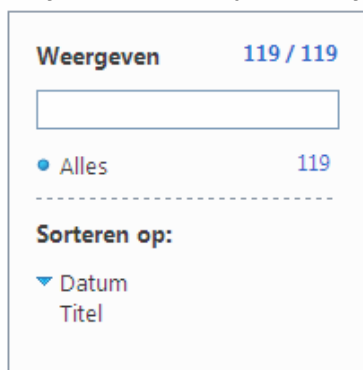 Weergeven 119 / 119
Alles 119
Sorteren op:
Datum
Titel